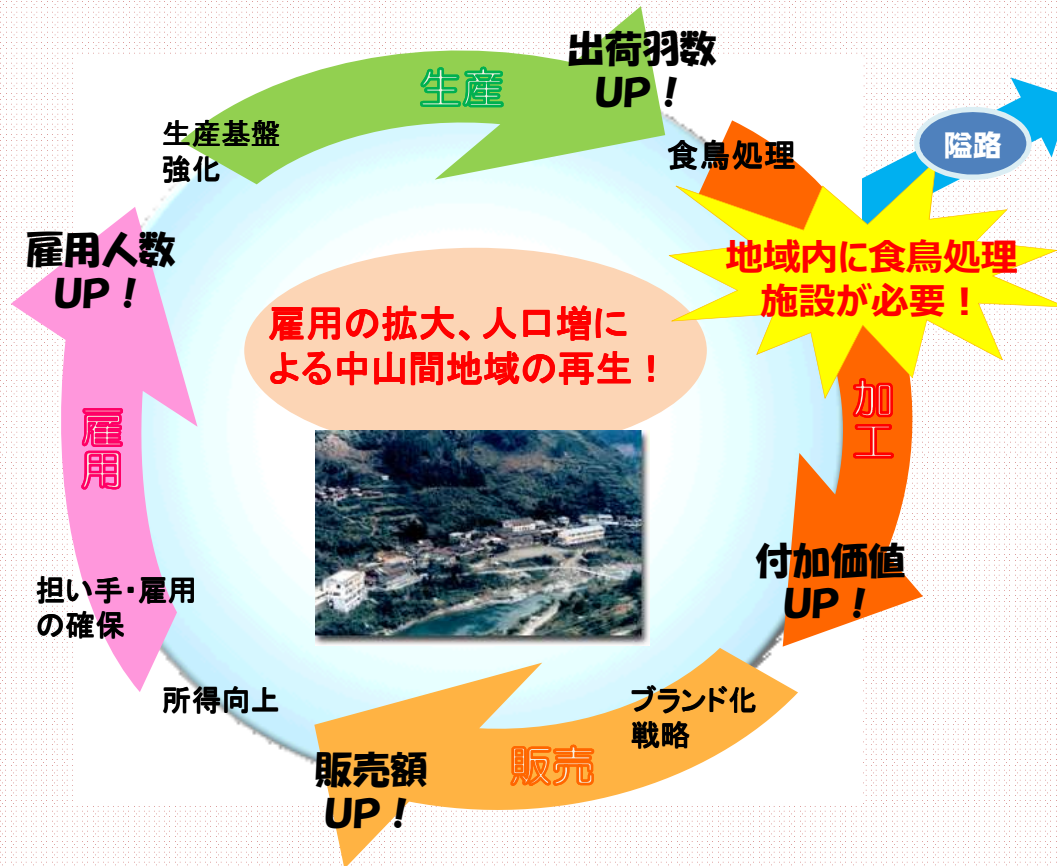 出荷羽数
UP！
生産
生産基盤
強化
食鳥処理
隘路
地域内に食鳥処理
施設が必要！
雇用人数
UP！
雇用の拡大、人口増に
よる中山間地域の再生！
加工
雇用
付加価値
UP！
担い手・雇用
の確保
所得向上
ブランド化
戦略
販売
販売額
UP！